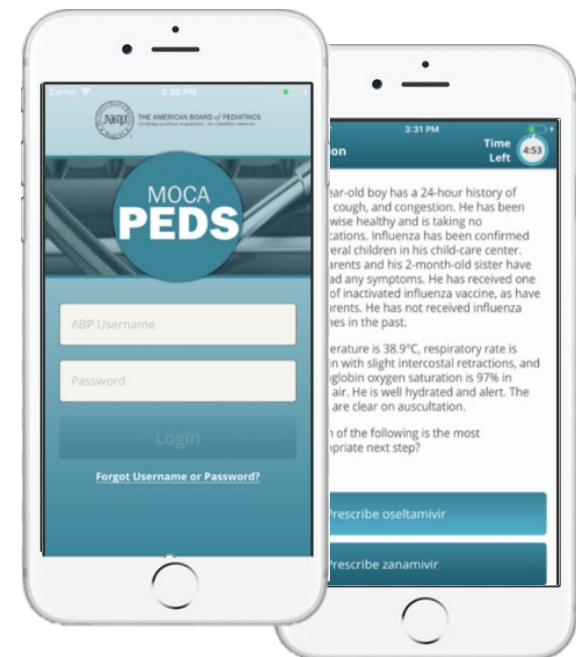 Carrier 3:30 PM
THE AMERICAN BOARD of PEDIATRICS
MOCA
PEDS
ABP Username
Password
Login
Forgot Username or Password?
3:31 PM
Time
Left 4:53
ear-old boy has a 24-hour history of
cough, and congestion. He has been
wise healthy and is taking no
cations. Influenza has been confirmed
eral children in his child-care center.
arents and his 2-month-old sister have
ad any symptoms. He has received one
of inactivated influenza vaccine, as have
arents. He has not received influenza
nes in the past.
erature is 38.9°C, respiratory rate is
n with slight intercostal retractions, and
globin oxygen saturation is 97% in
air. He is well hydrated and alert. The
are clear on auscultation.
n of the following is the most
opriate next step?
Prescribe oseltamivir
Prescribe zanamivir